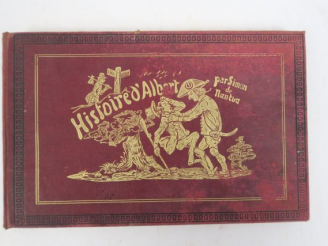 Histoire d'Albert
par Simon
de
Nantua